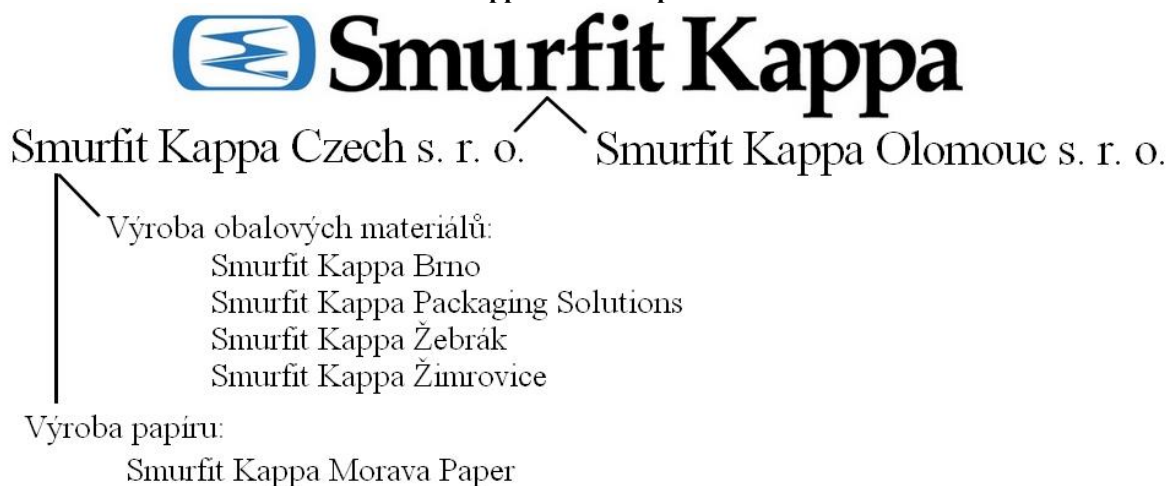 Smurfit Kappa
Smurfit Kappa Czech s. r. o. Smurfit Kappa Olomouc s. r. o.
Výroba obalových materiálů:
Smurfit Kappa Brno
Smurfit Kappa Packaging Solutions
Smurfit Kappa Žebrák
Smurfit Kappa Žimrovice
Výroba papíru:
Smurfit Kappa Morava Paper